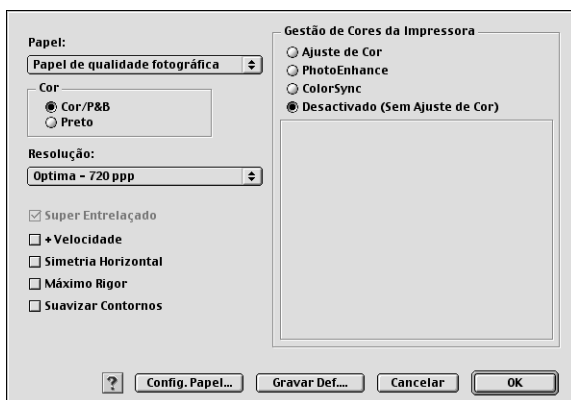 Papel:
Papel de qualidade fotográfica
Cor
Cor/P&B
Preto
Resolução:
Optima - 720 ppp
Super Entrelaçado
+Velocidade
Simetria Horizontal
Máximo Rigor
Suavizar Contornos
Gestão de Cores da Impressora
Ajuste de Cor
PhotoEnhance
ColorSync
Desactivado (Sem Ajuste de Cor)
?
Config. Papel...
Gravar Def....
Cancelar
OK